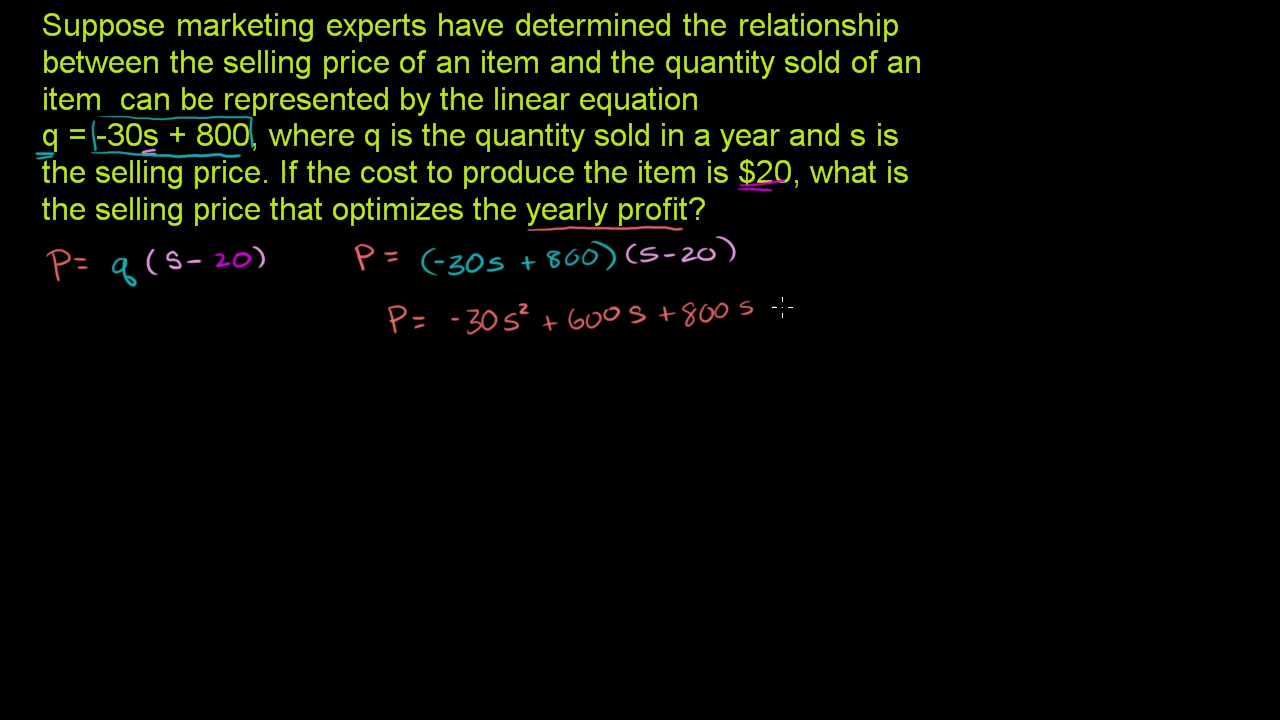 Suppose marketing experts have determined the relationship
between the selling price of an item and the quantity sold of an
item can be represented by the linear equation
q = -30s + 800, where q is the quantity sold in a year and s is
the selling price. If the cost to produce the item is $20, what is
the selling price that optimizes the yearly profit?
P= q (s- 20) P= (-30s + 800)(s-20)
P= -30s² + 600s + 800s